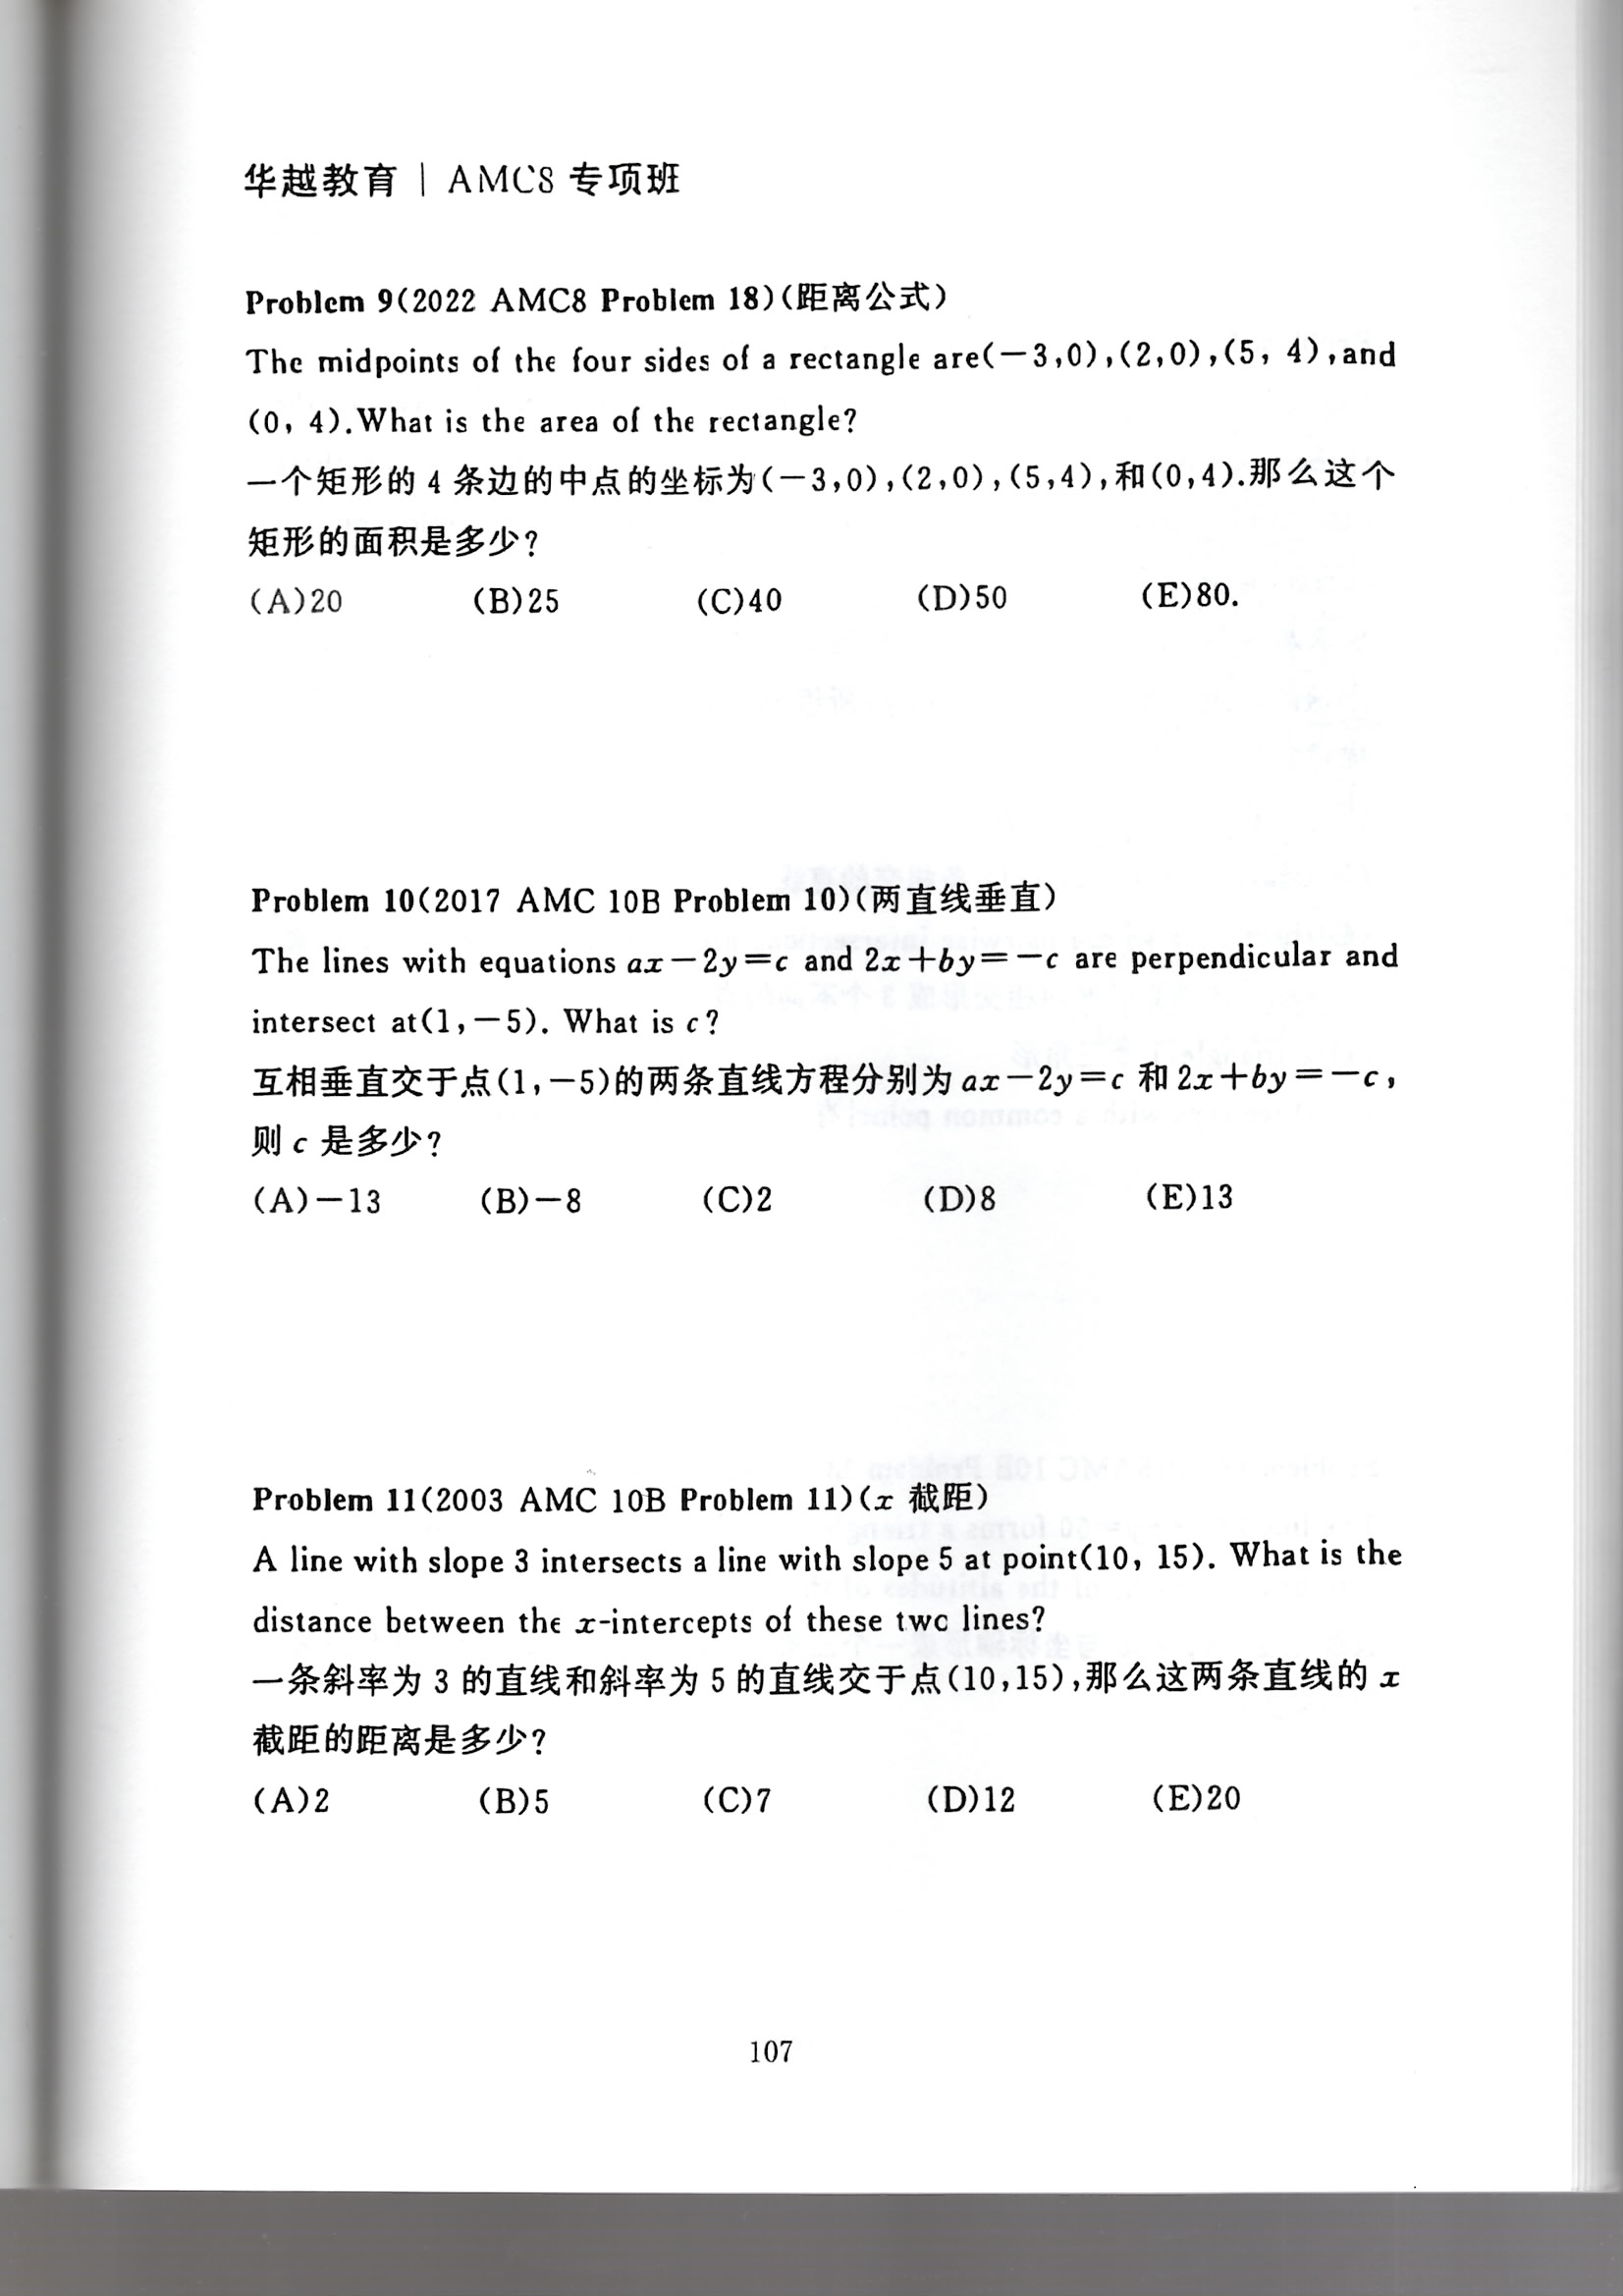 华越教育 | AMC8 专项班
Problem 9(2022 AMC8 Problem 18)(距离公式)
The midpoints of the four sides of a rectangle are(－3,0),(2,0),(5, 4),and
(0, 4).What is the area of the rectangle?
一个矩形的 4 条边的中点的坐标为(－3,0),(2,0),(5,4),和(0,4).那么这个
矩形的面积是多少?
(A)20 (B)25 (C)40 (D)50 (E)80.
Problem 10(2017 AMC 10B Problem 10)(两直线垂直)
The lines with equations ax－2y＝c and 2x＋by＝－c are perpendicular and
intersect at(1,－5). What is c?
互相垂直交于点(1,－5)的两条直线方程分别为 ax－2y＝c 和 2x＋by＝－c,
则 c 是多少?
(A)－13 (B)－8 (C)2 (D)8 (E)13
Problem 11(2003 AMC 10B Problem 11)(x 截距)
A line with slope 3 intersects a line with slope 5 at point(10, 15). What is the
distance between the x-intercepts of these two lines?
一条斜率为 3 的直线和斜率为 5 的直线交于点(10,15),那么这两条直线的 x
截距的距离是多少?
(A)2 (B)5 (C)7 (D)12 (E)20
107